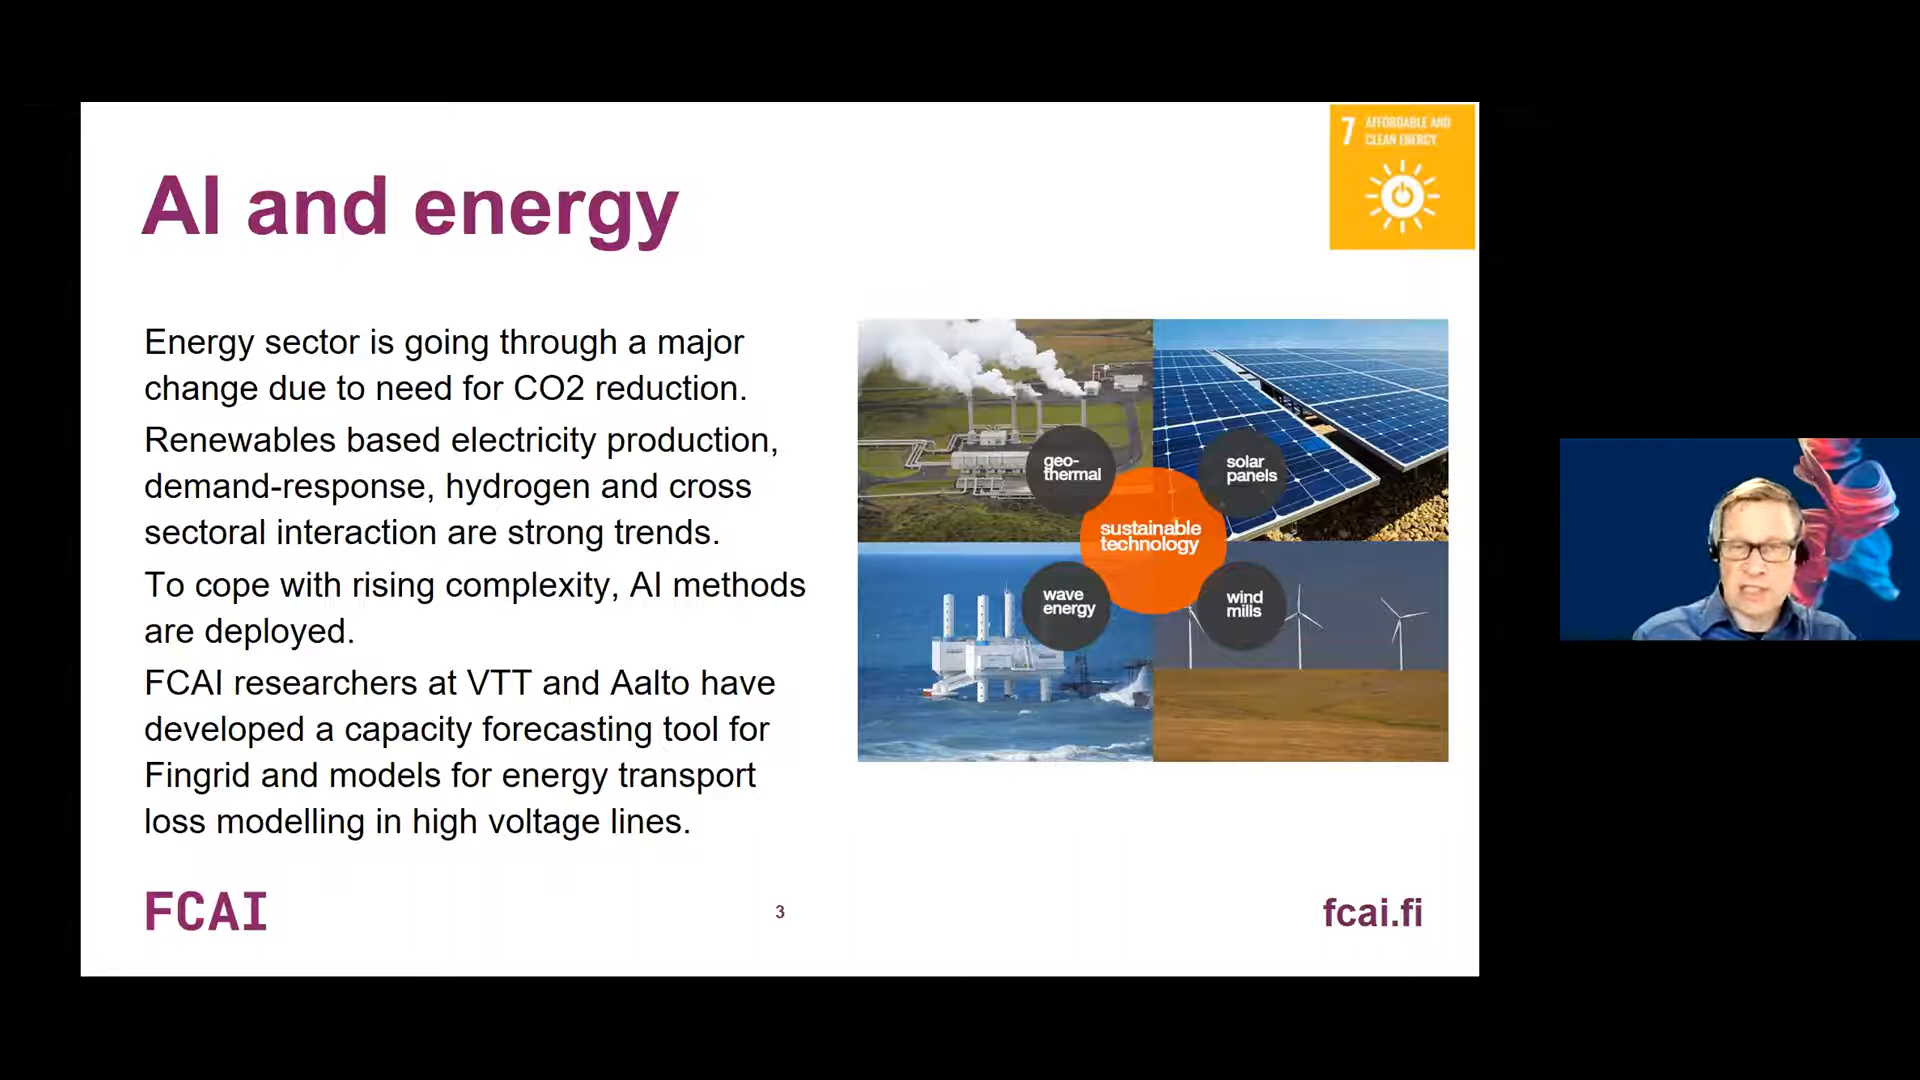 7 AFFORDABLE AND
CLEAN ENERGY
AI and energy
Energy sector is going through a major
change due to need for CO2 reduction.
Renewables based electricity production,
demand-response, hydrogen and cross
sectoral interaction are strong trends.
To cope with rising complexity, AI methods
are deployed.
FCAI researchers at VTT and Aalto have
developed a capacity forecasting tool for
Fingrid and models for energy transport
loss modelling in high voltage lines.
geo-
thermal
solar
panels
sustainable
technology
wave
energy
wind
mills
FCAI
3
fcai.fi